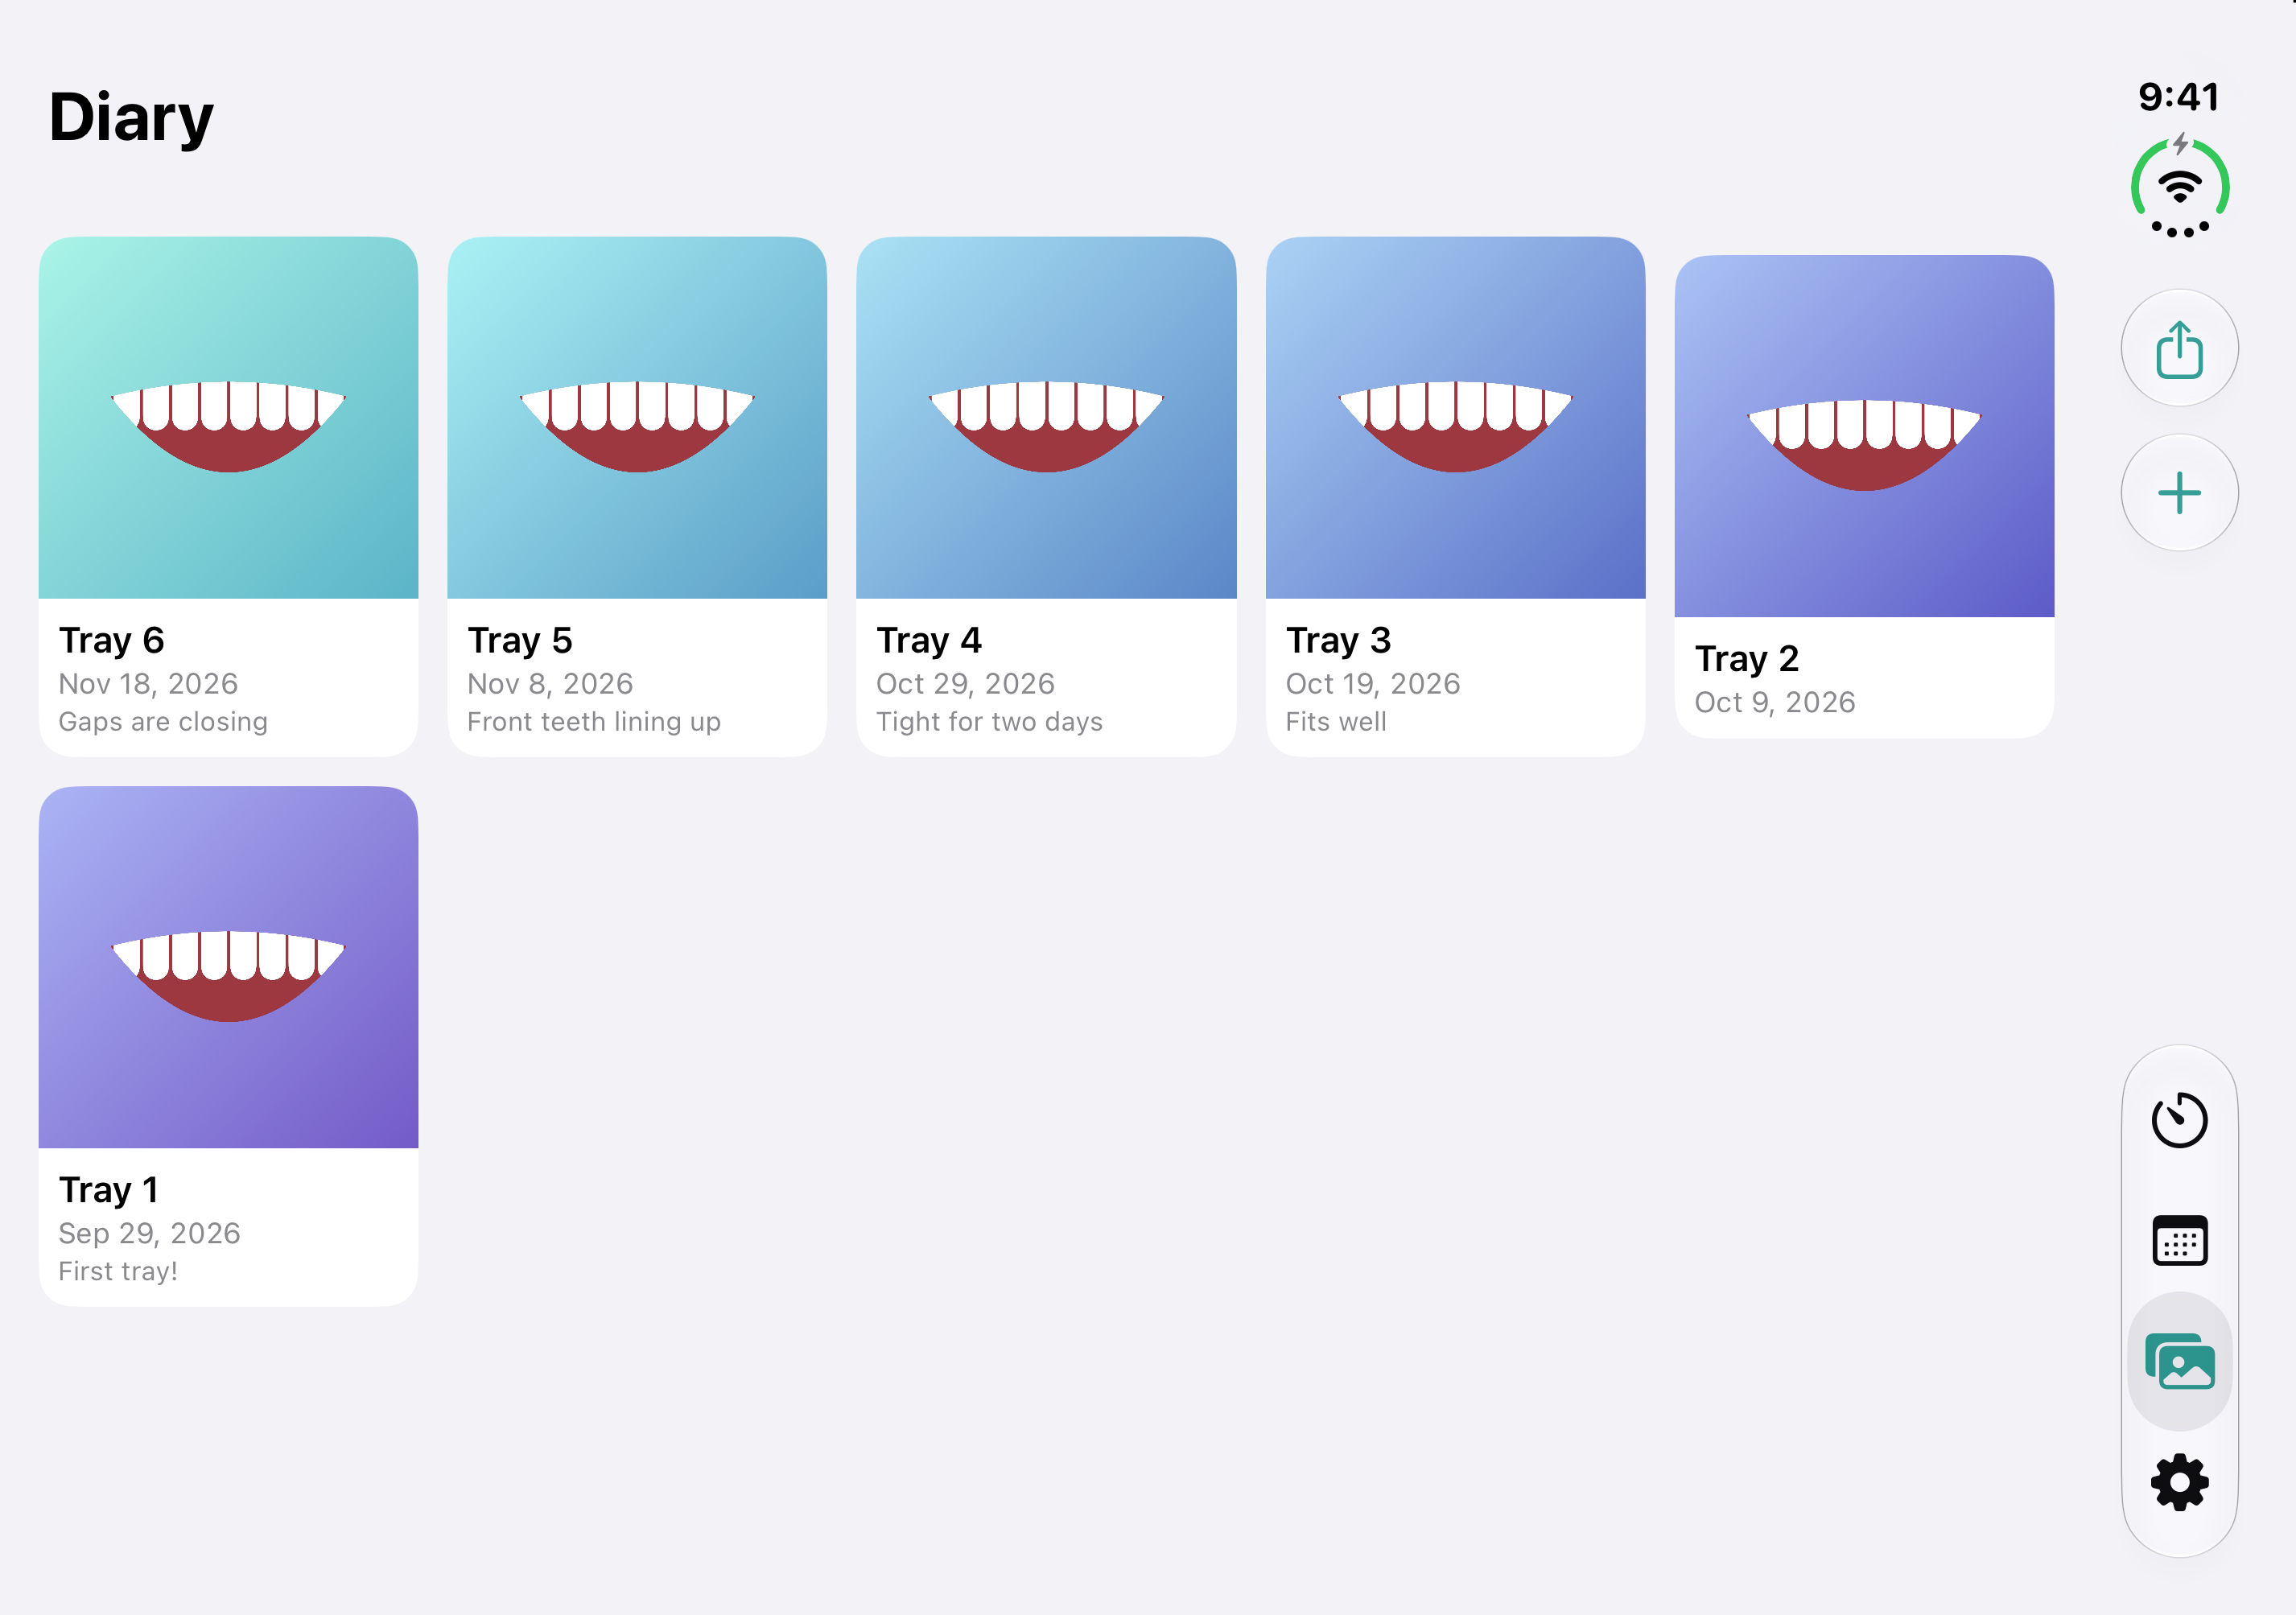 Diary
9:41
Tray 6
Nov 18, 2026
Gaps are closing
Tray 5
Nov 8, 2026
Front teeth lining up
Tray 4
Oct 29, 2026
Tight for two days
Tray 3
Oct 19, 2026
Fits well
Tray 2
Oct 9, 2026
Tray 1
Sep 29, 2026
First tray!